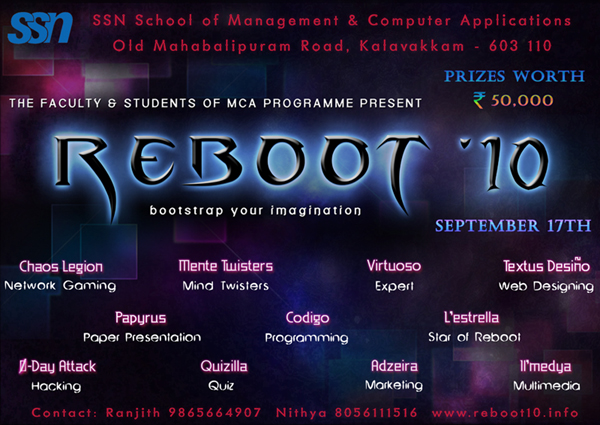 ssn
SSN School of Management & Computer Applications
Old Mahabalipuram Road, Kalavakkam - 603 110
PRIZES WORTH
₹ 50,000
THE FACULTY & STUDENTS OF MCA PROGRAMME PRESENT
REBOOT '10
bootstrap your imagination
SEPTEMBER 17TH
Chaos Legion Mente Twisters Virtuoso Textus Desiño
Network Gaming Mind Twisters Expert Web Designing
Papyrus Codigo L'estrella
Paper Presentation Programming Star of Reboot
Ø-Day Attack Quizilla Adzeira Il'medya
Hacking Quiz Marketing Multimedia
Contact: Ranjith 9865664907 Nithya 8056111516 www.reboot10.info